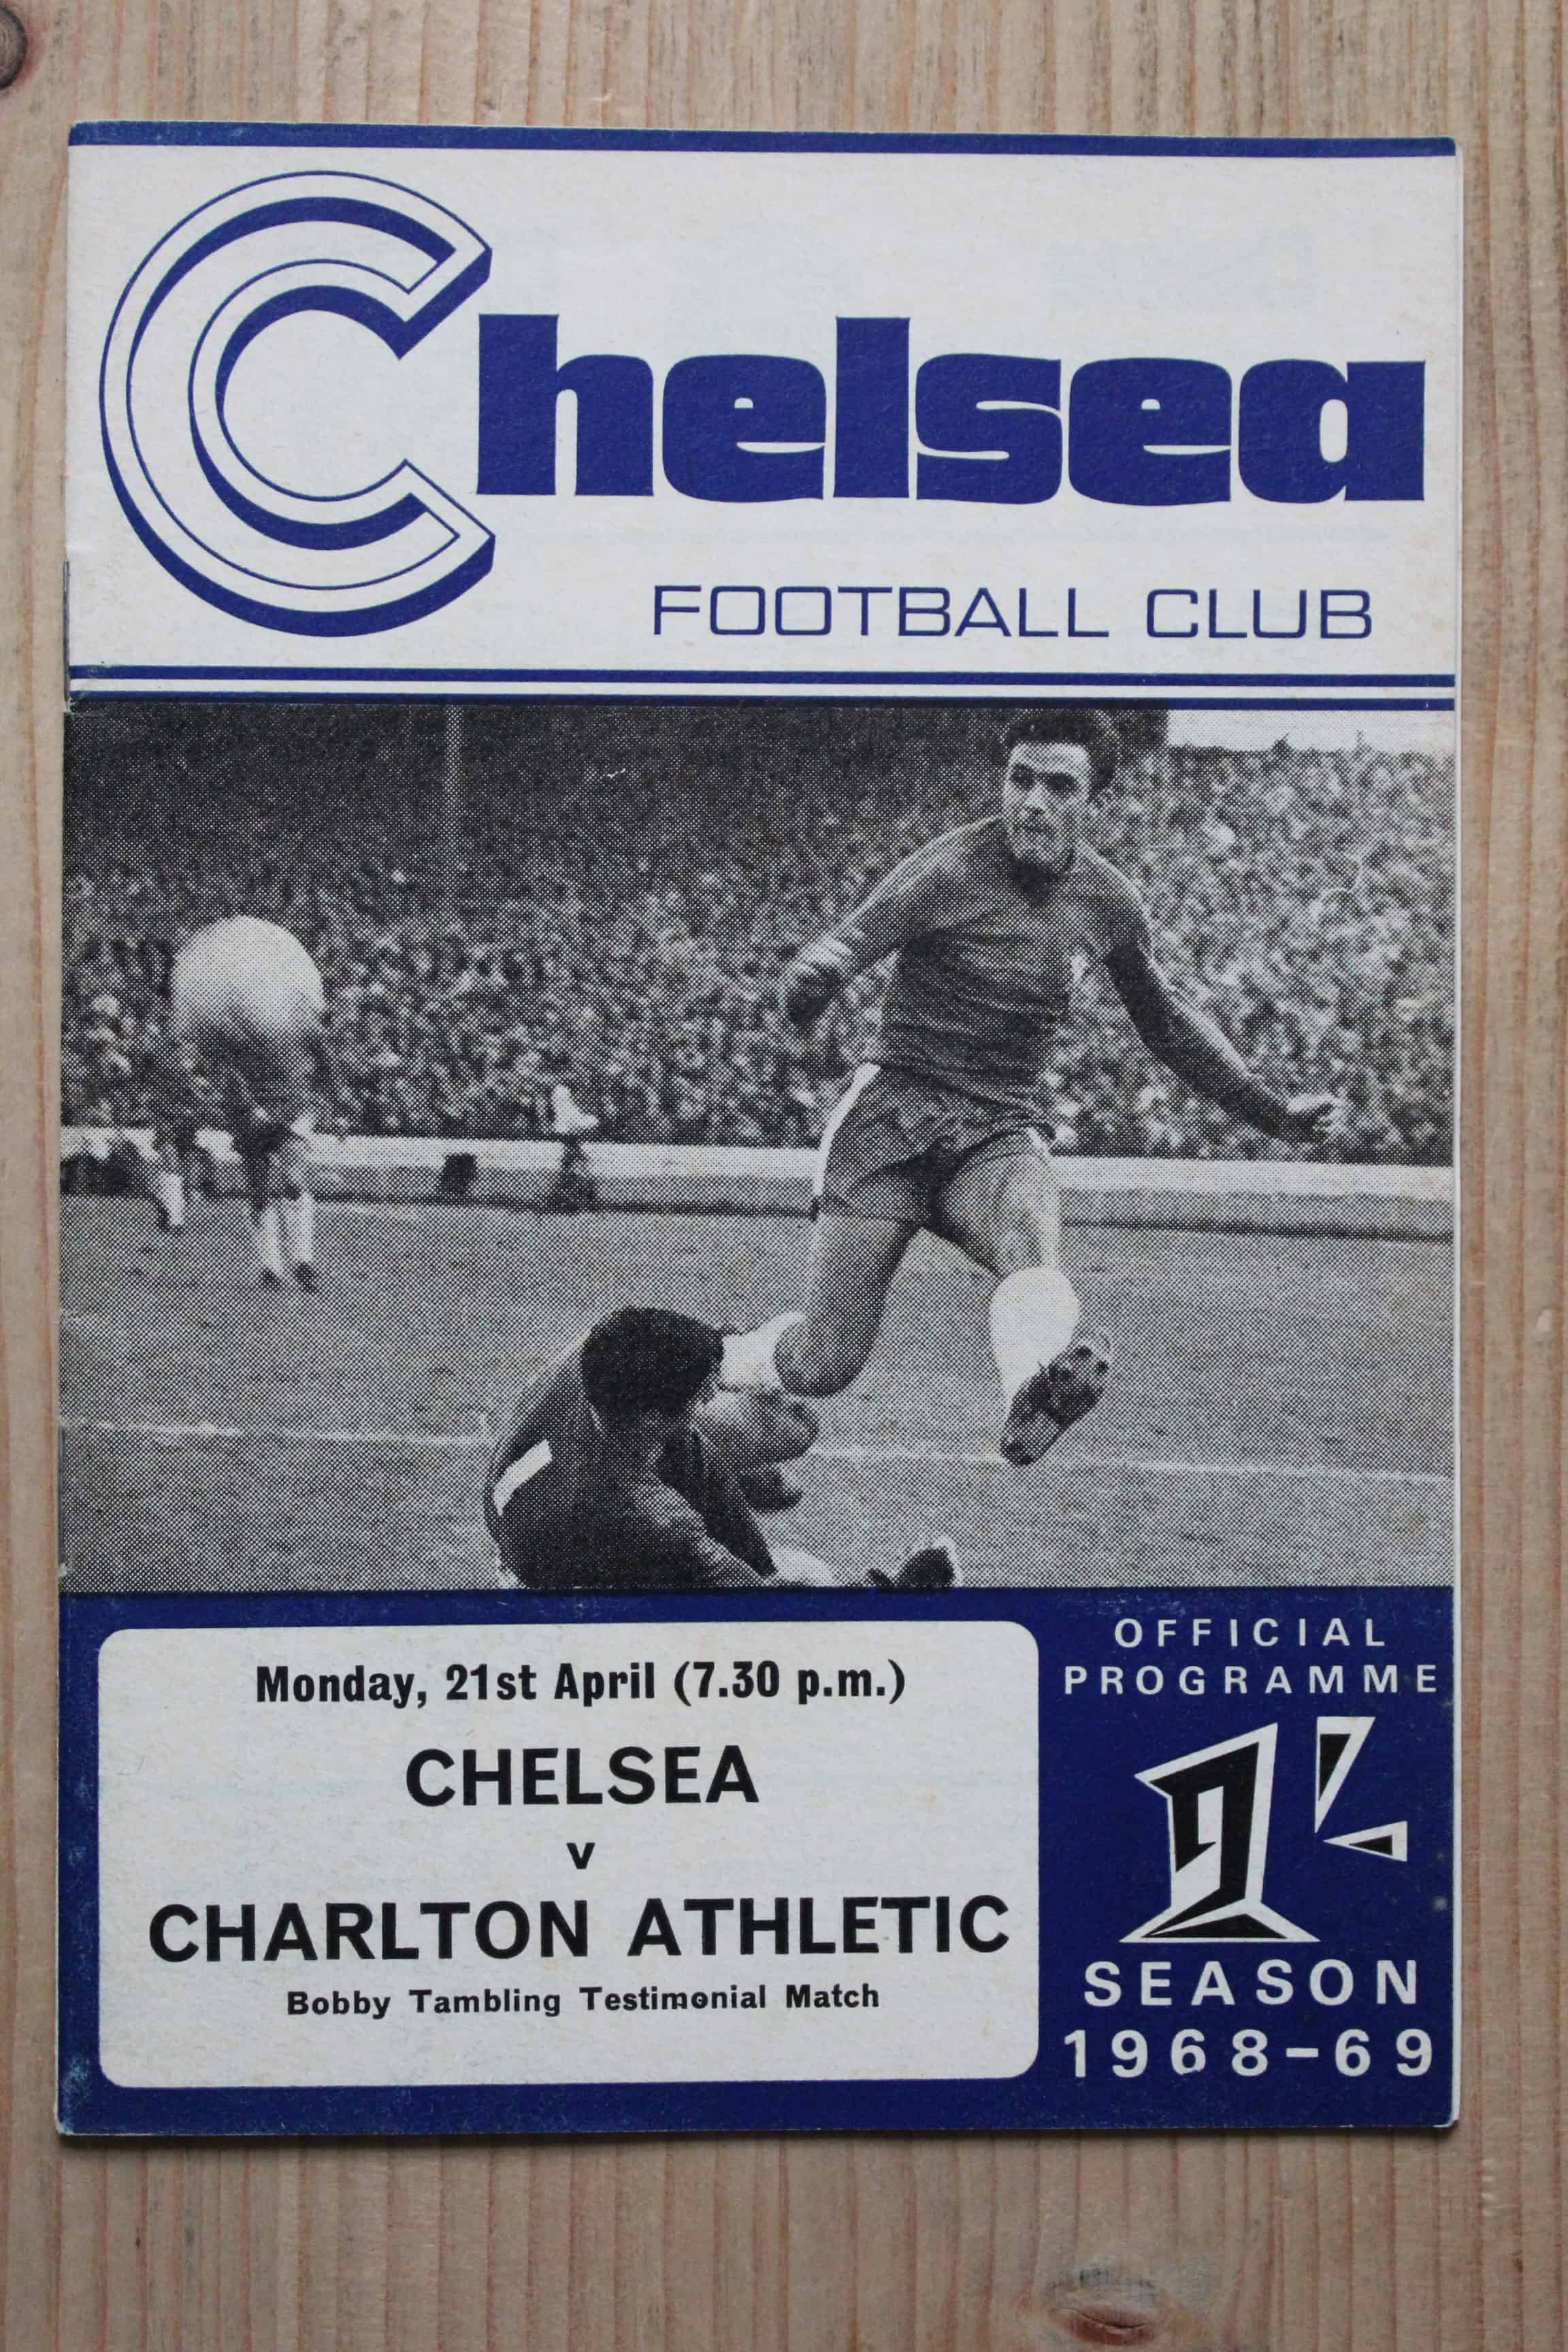 Chelsea
FOOTBALL CLUB
Monday, 21st April (7.30 p.m.)
CHELSEA
v
CHARLTON ATHLETIC
Bobby Tambling Testimonial Match
OFFICIAL
PROGRAMME
1/-
SEASON
1968-69